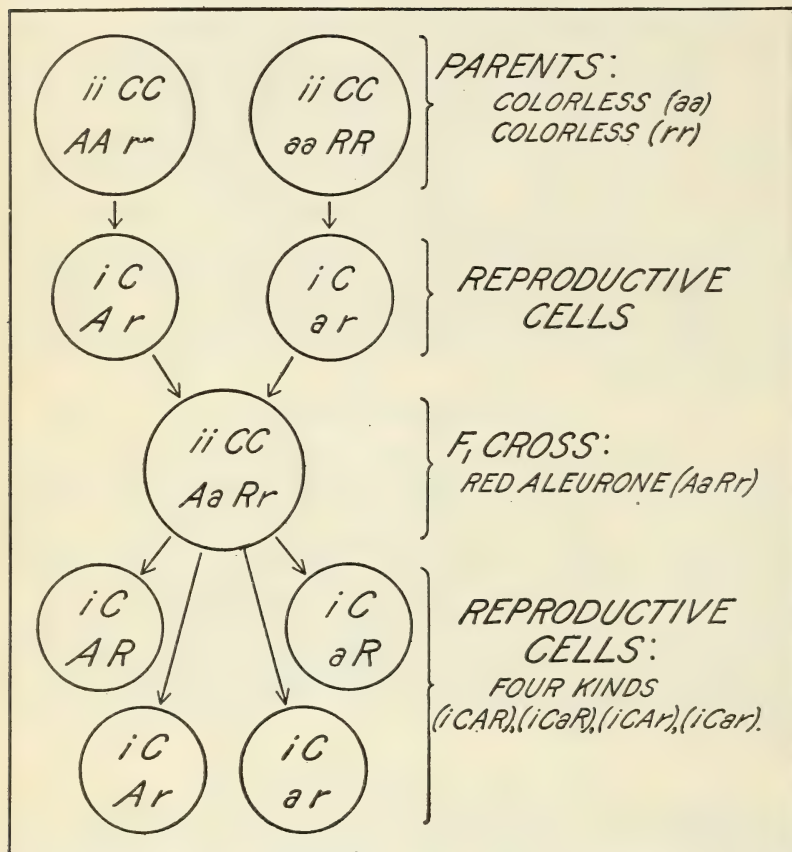 ii CC
AA rr
ii CC
aa RR
PARENTS:
COLORLESS (aa)
COLORLESS (rr)
i C
A r
i C
a r
REPRODUCTIVE
CELLS
ii CC
Aa Rr
F, CROSS:
RED ALEURONE (AaRr)
i C
A R
i C
a R
i C
A r
i C
a r
REPRODUCTIVE
CELLS:
FOUR KINDS
(iCAR),(iCaR),(iCAr),(iCar).